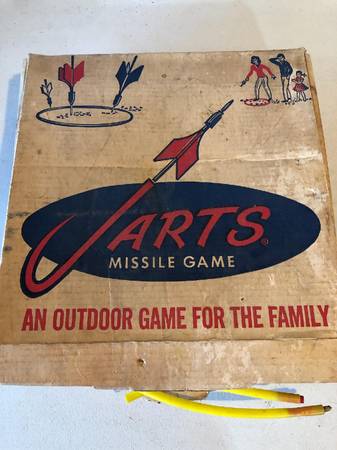 JARTS®
MISSILE GAME
AN OUTDOOR GAME FOR THE FAMILY